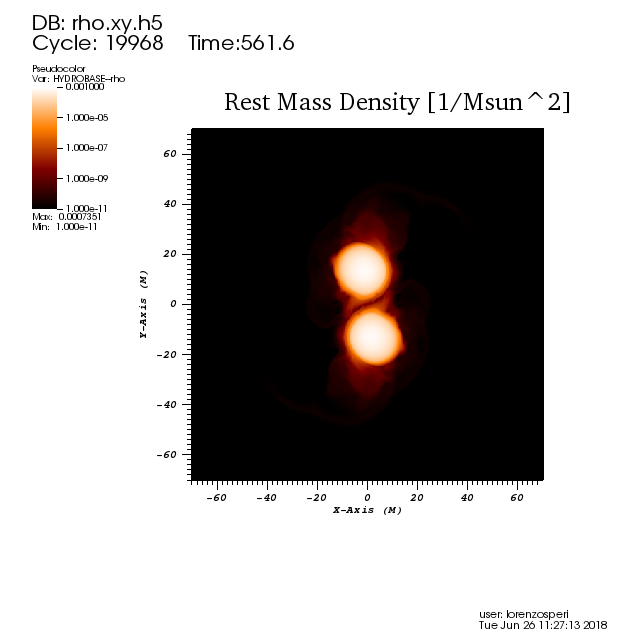 DB: rho.xy.h5
Cycle: 19968 Time:561.6
Pseudocolor
Var: HYDROBASE--rho
0.001000
1.000e-05
1.000e-07
1.000e-09
1.000e-11
Max: 0.0007351
Min: 1.000e-11
Rest Mass Density [1/Msun^2]
60
40
20
0
-20
-40
-60
Y-Axis (M)
-60 -40 -20 0 20 40 60
X-Axis (M)
user: lorenzosperi
Tue Jun 26 11:27:13 2018